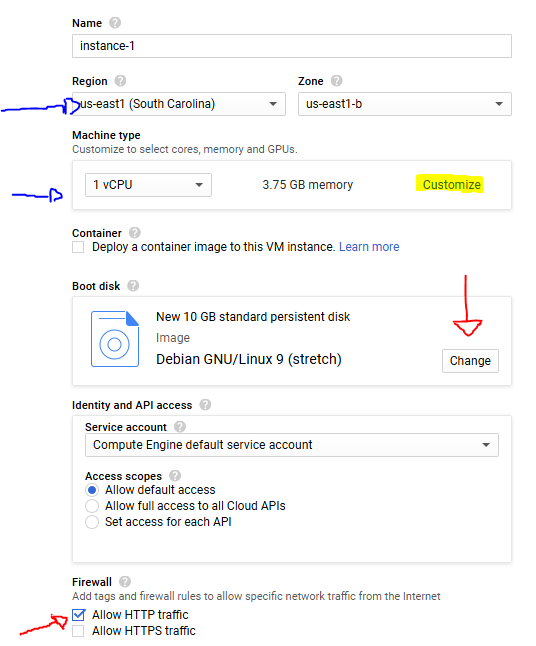 Name ?
instance-1
Region ? Zone ?
us-east1 (South Carolina) us-east1-b
Machine type
Customize to select cores, memory and GPUs.
1 vCPU 3.75 GB memory Customize
Container ?
Deploy a container image to this VM instance. Learn more
Boot disk ?
New 10 GB standard persistent disk
Image
Debian GNU/Linux 9 (stretch)
Change
Identity and API access ?
Service account ?
Compute Engine default service account
Access scopes ?
Allow default access
Allow full access to all Cloud APIs
Set access for each API
Firewall ?
Add tags and firewall rules to allow specific network traffic from the Internet
Allow HTTP traffic
Allow HTTPS traffic